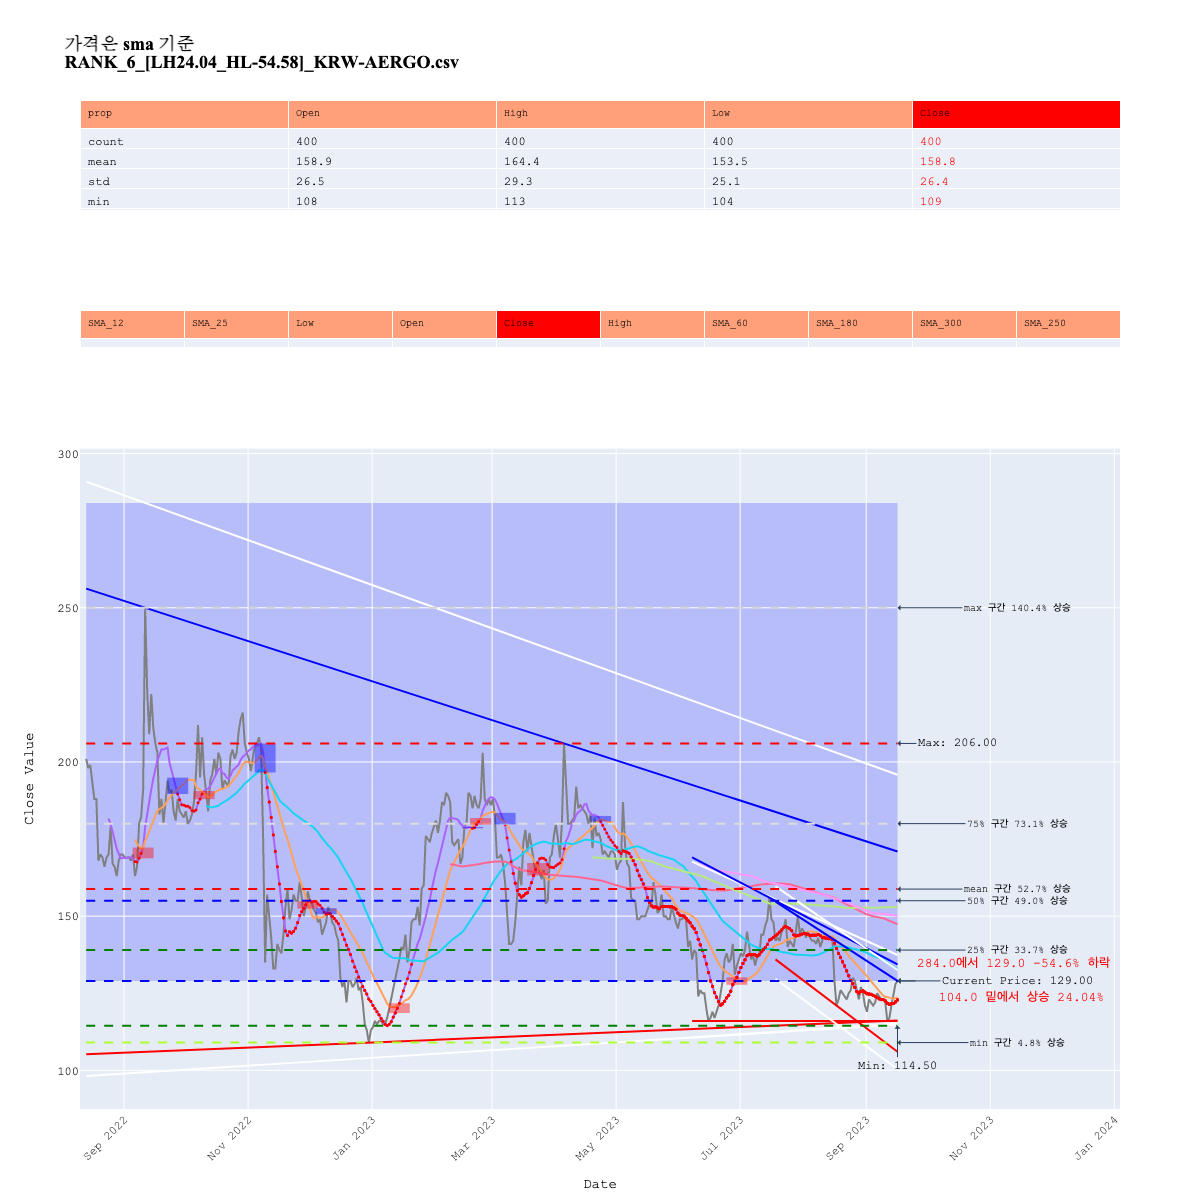 가격은 sma 기준
RANK_6_[LH24.04_HL-54.58]_KRW-AERGO.csv
prop Open High Low Close
count 400 400 400 400
mean 158.9 164.4 153.5 158.8
std 26.5 29.3 25.1 26.4
min 108 113 104 109
SMA_12 SMA_25 Low Open Close High SMA_60 SMA_180 SMA_300 SMA_250
300
250
200
150
100
Close Value
max 구간 140.4% 상승
Max: 206.00
75% 구간 73.1% 상승
mean 구간 52.7% 상승
50% 구간 49.0% 상승
25% 구간 33.7% 상승
284.0에서 129.0 -54.6% 하락
Current Price: 129.00
104.0 밑에서 상승 24.04%
min 구간 4.8% 상승
Min: 114.50
Sep 2022 Nov 2022 Jan 2023 Mar 2023 May 2023 Jul 2023 Sep 2023 Nov 2023 Jan 2024
Date